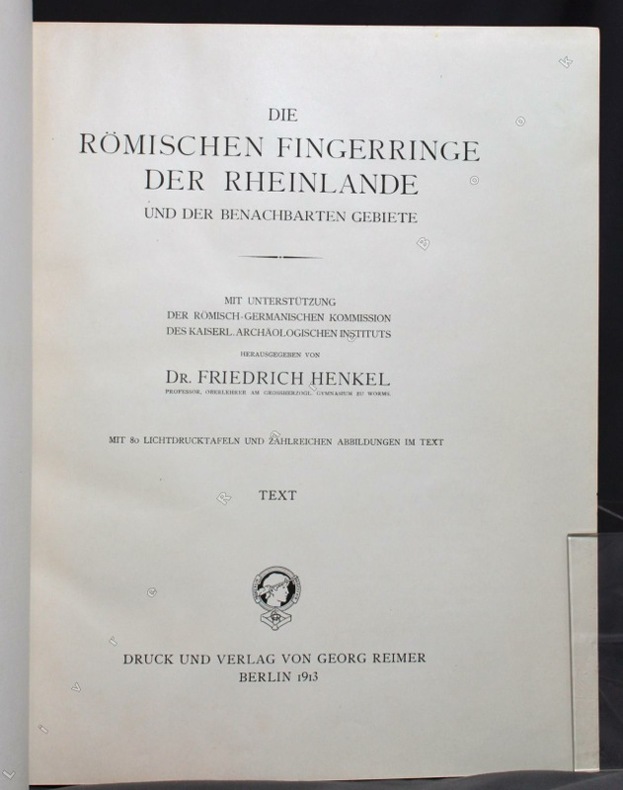 DIE
RÖMISCHEN FINGERRINGE
DER RHEINLANDE
UND DER BENACHBARTEN GEBIETE
MIT UNTERSTÜTZUNG
DER RÖMISCH-GERMANISCHEN KOMMISSION
DES KAISERL. ARCHÄOLOGISCHEN INSTITUTS
HERAUSGEGEBEN VON
DR. FRIEDRICH HENKEL
PROFESSOR, OBERLEHRER AM GROSSHERZOGL. GYMNASIUM ZU WORMS.
MIT 80 LICHTDRUCKTAFELN UND ZAHLREICHEN ABBILDUNGEN IM TEXT
TEXT
DRUCK UND VERLAG VON GEORG REIMER
BERLIN 1913